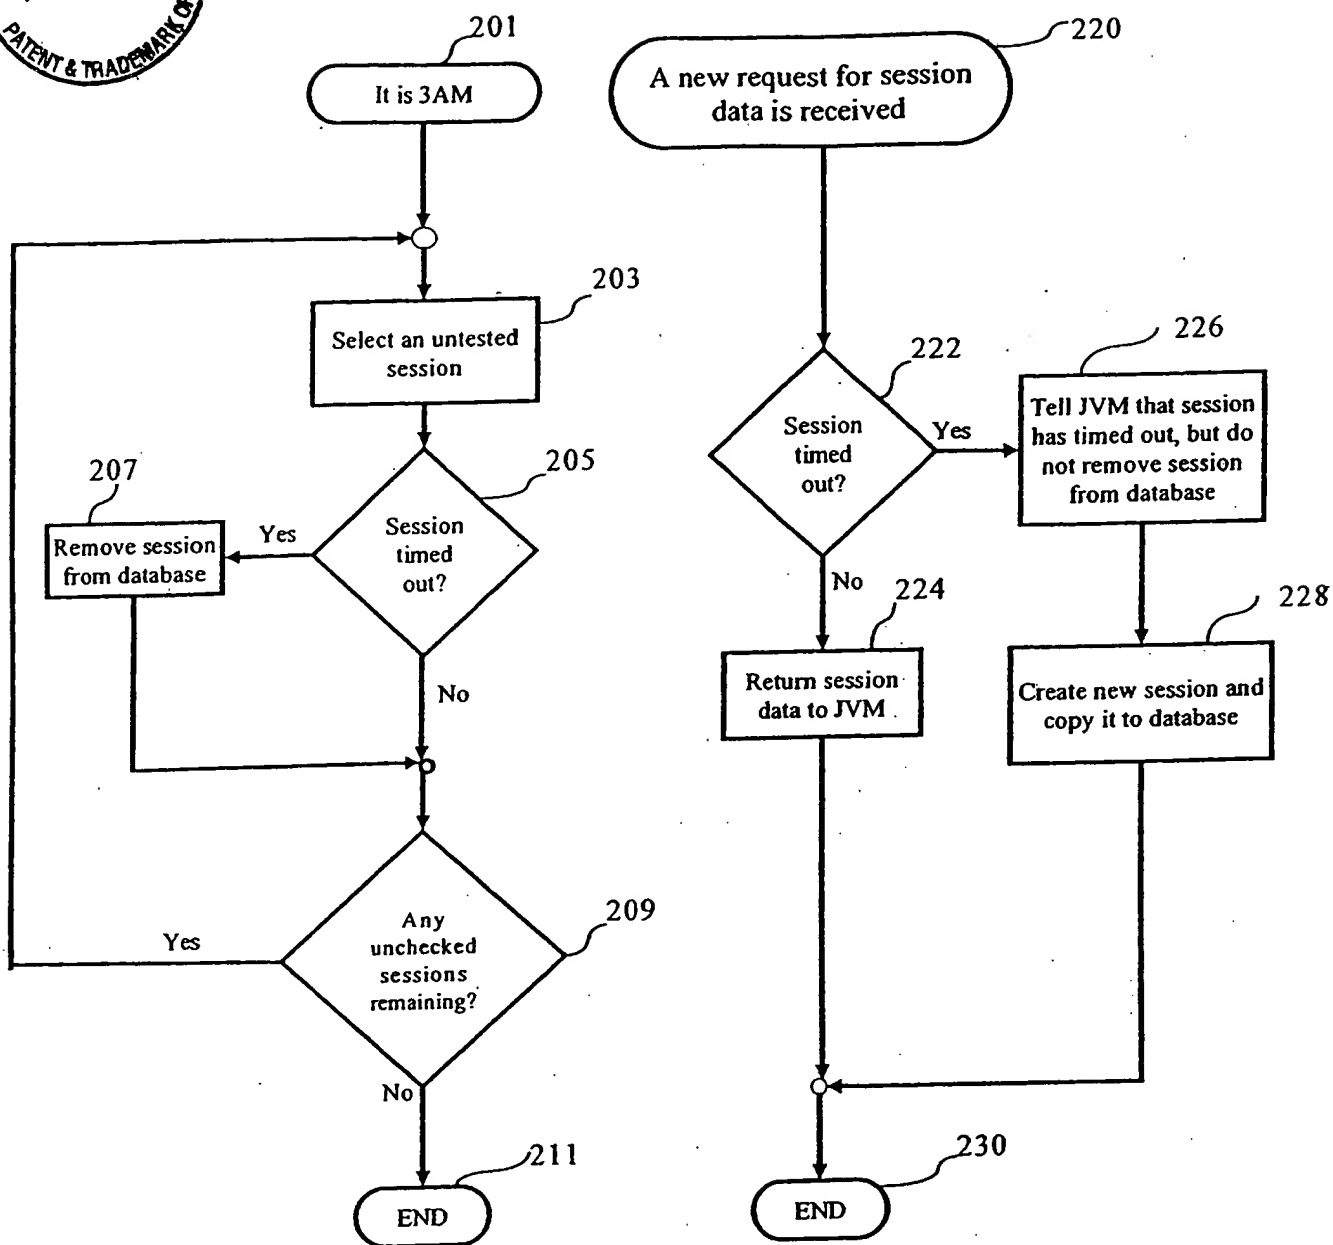 PATENT & TRADEMARK OF
201
It is 3AM
203
Select an untested
session
205
Session
timed
out?
Yes
207
Remove session
from database
No
209
Any
unchecked
sessions
remaining?
Yes
No
211
END
220
A new request for session
data is received
222
Session
timed
out?
Yes
226
Tell JVM that session
has timed out, but do
not remove session
from database
No
224
Return session
data to JVM
228
Create new session and
copy it to database
230
END